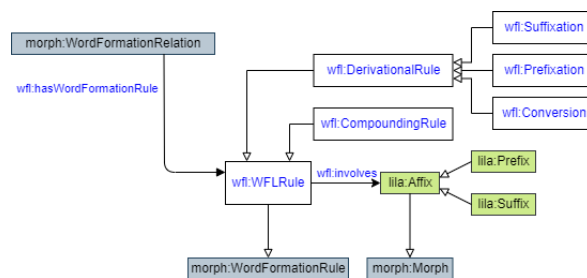 wfl:Suffixation
morph:WordFormationRelation
wfl:DerivationalRule
wfl:Prefixation
wfl:hasWordFormationRule
wfl:Conversion
wfl:CompoundingRule
lila:Prefix
wfl:WFLRule
wfl:involves
lila:Affix
lila:Suffix
morph:WordFormationRule
morph:Morph